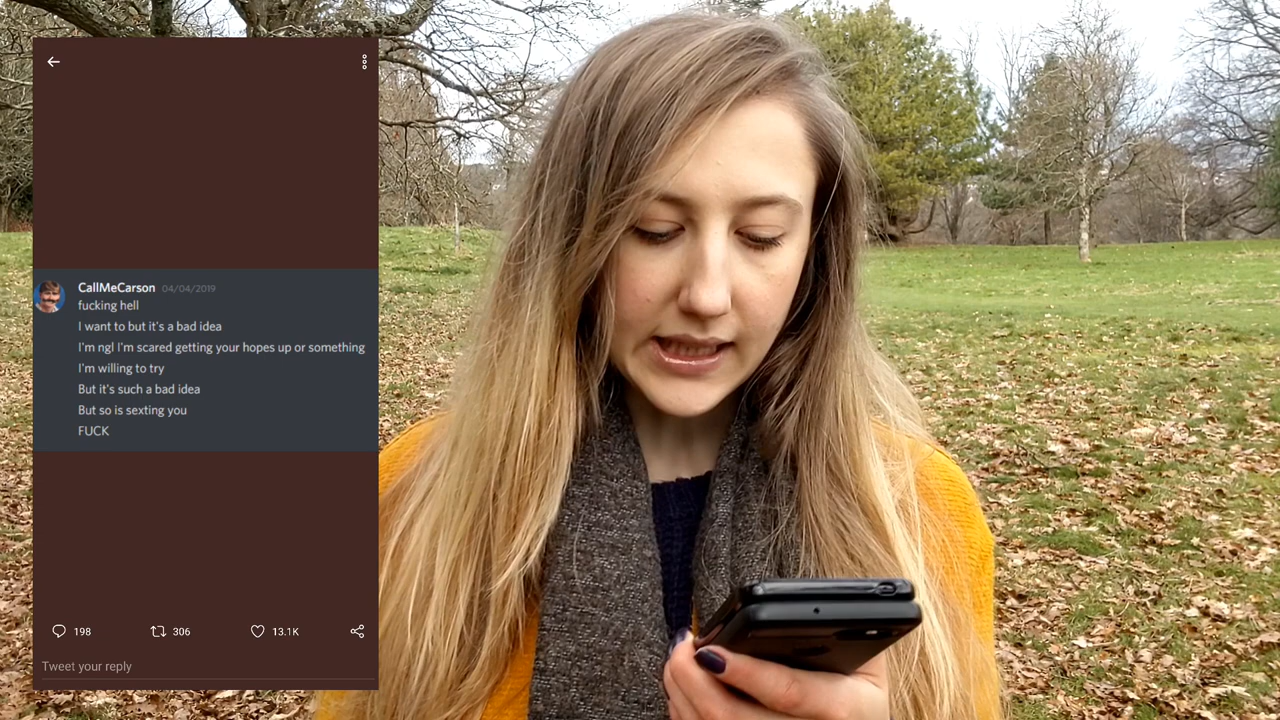 CallMeCarson 04/04/2019
fucking hell
I want to but it's a bad idea
I'm ngl I'm scared getting your hopes up or something
I'm willing to try
But it's such a bad idea
But so is sexting you
FUCK
198 306 13.1K
Tweet your reply